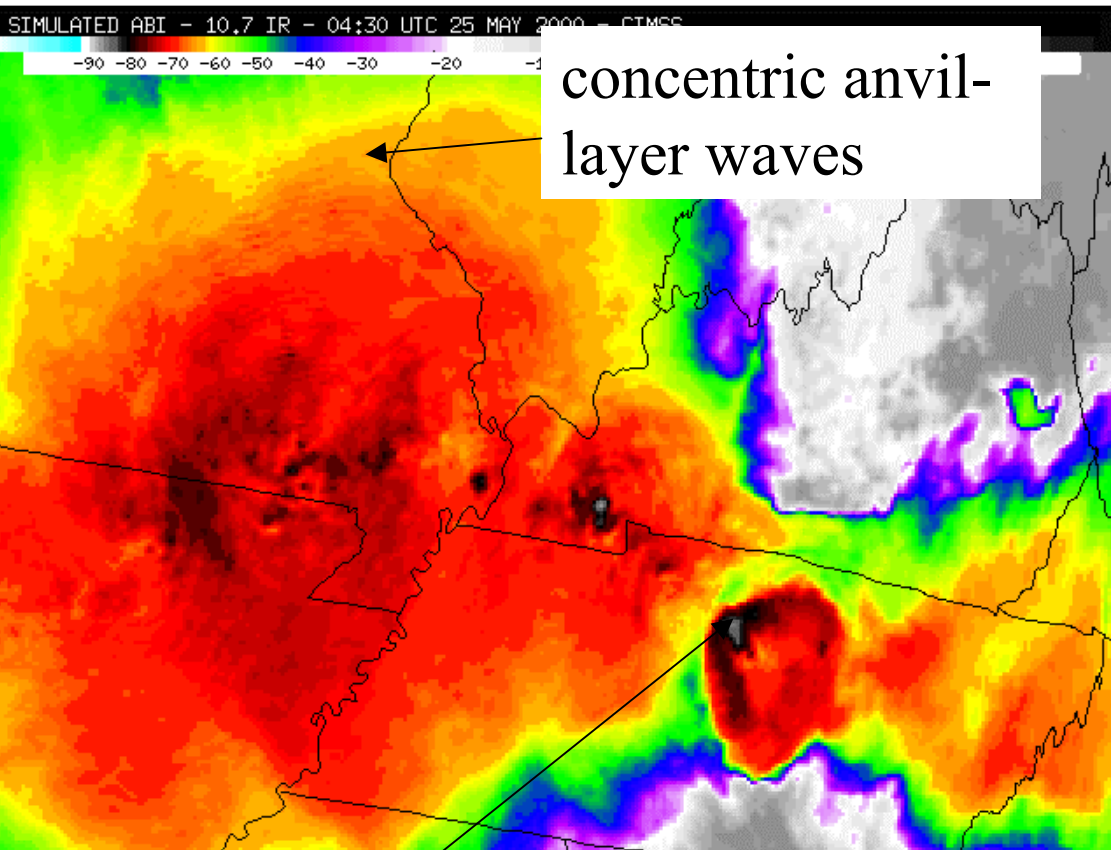 SIMULATED ABI - 10.7 IR - 04:30 UTC 25 MAY 2000 - CIMSS
-90 -80 -70 -60 -50 -40 -30 -20
concentric anvil-
layer waves